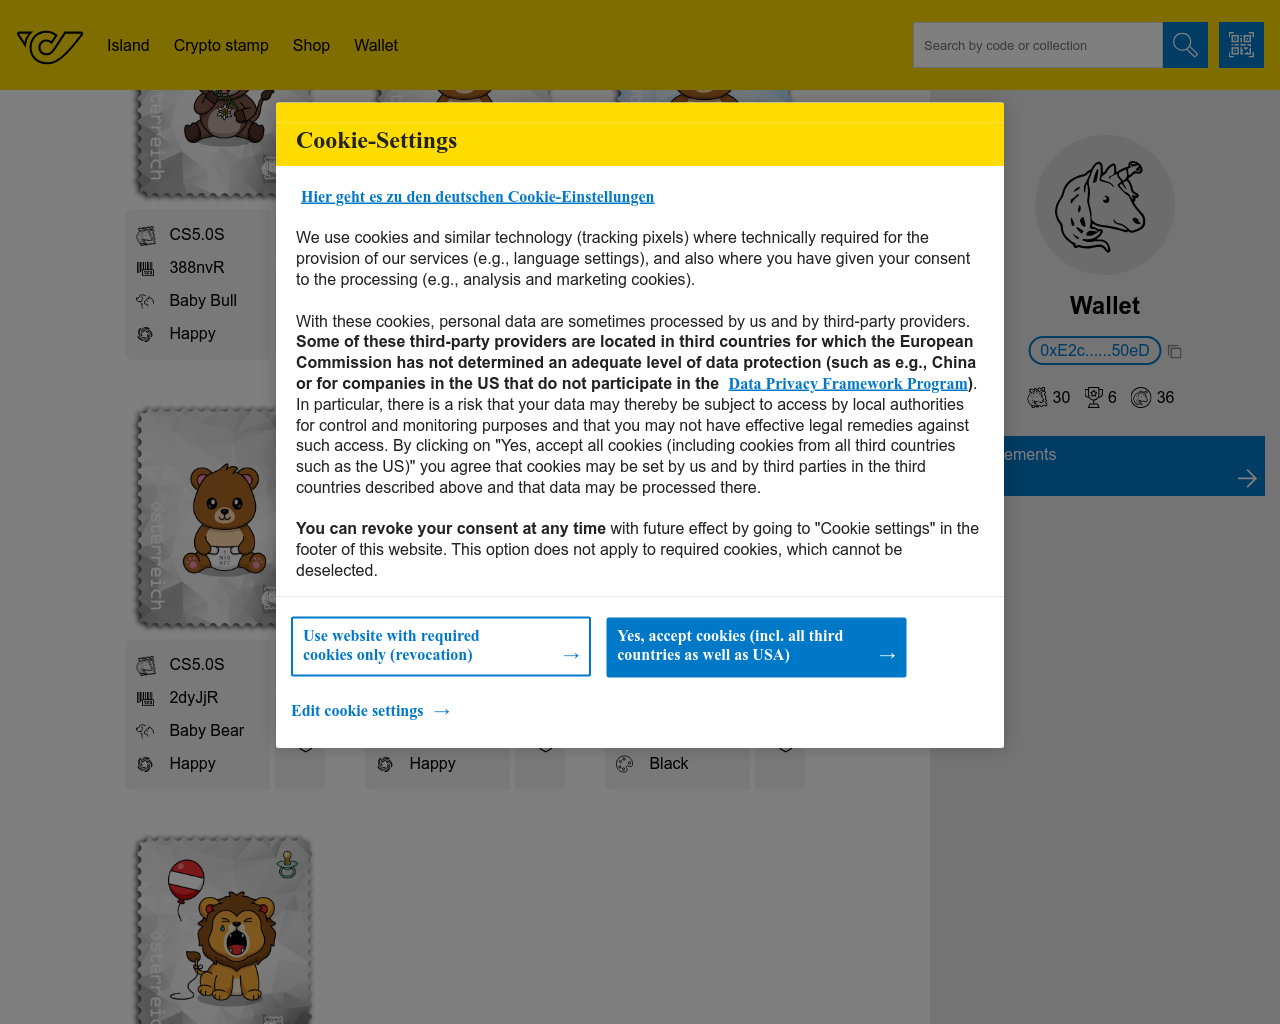 Island
Crypto stamp
Shop
Wallet
Search by code or collection
Cookie-Settings
Hier geht es zu den deutschen Cookie-Einstellungen
We use cookies and similar technology (tracking pixels) where technically required for the
provision of our services (e.g., language settings), and also where you have given your consent
to the processing (e.g., analysis and marketing cookies).
With these cookies, personal data are sometimes processed by us and by third-party providers.
Some of these third-party providers are located in third countries for which the European
Commission has not determined an adequate level of data protection (such as e.g., China
or for companies in the US that do not participate in the Data Privacy Framework Program).
In particular, there is a risk that your data may thereby be subject to access by local authorities
for control and monitoring purposes and that you may not have effective legal remedies against
such access. By clicking on "Yes, accept all cookies (including cookies from all third countries
such as the US)" you agree that cookies may be set by us and by third parties in the third
countries described above and that data may be processed there.
You can revoke your consent at any time with future effect by going to "Cookie settings" in the
footer of this website. This option does not apply to required cookies, which cannot be
deselected.
Use website with required
cookies only (revocation) →
Yes, accept cookies (incl. all third
countries as well as USA) →
Edit cookie settings →
CS5.0S
388nvR
Baby Bull
Happy
österreich
CS5.0S
2dyJjR
Baby Bear
Happy
Happy
Black
Wallet
0xE2c......50eD
30
6
36
ements